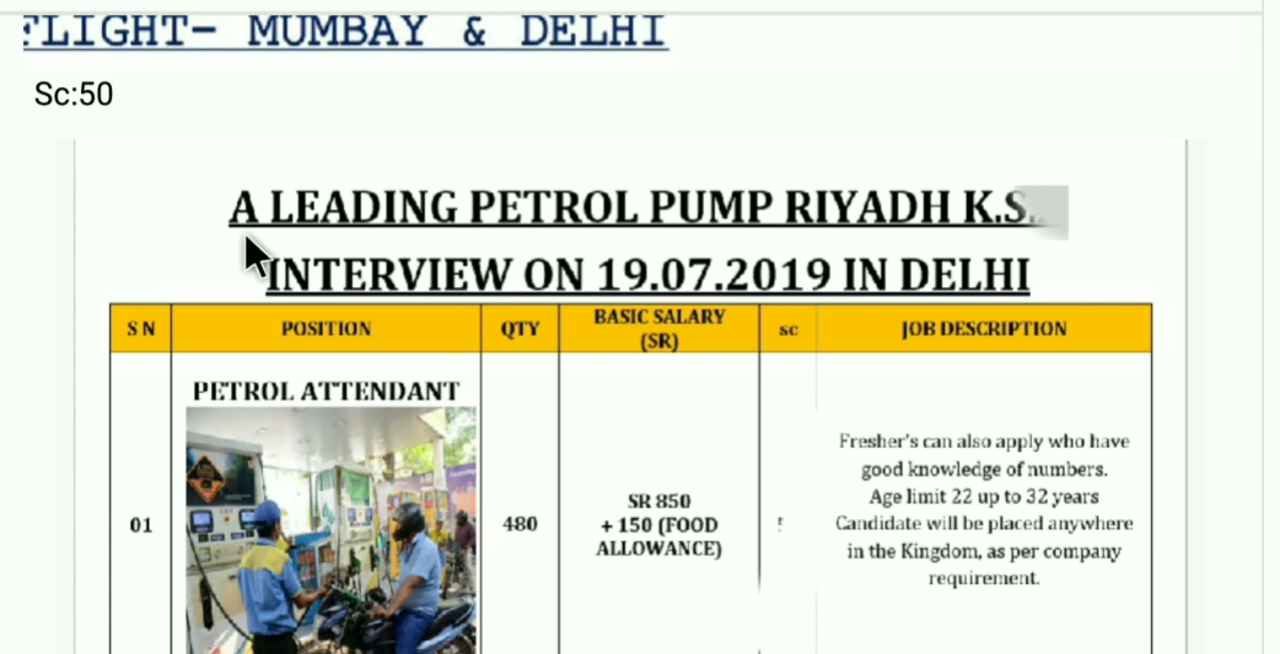 FLIGHT- MUMBAY & DELHI
Sc:50
A LEADING PETROL PUMP RIYADH K.S.
INTERVIEW ON 19.07.2019 IN DELHI
S N
POSITION
QTY
BASIC SALARY
(SR)
sc
JOB DESCRIPTION
01
PETROL ATTENDANT
480
SR 850
+ 150 (FOOD
ALLOWANCE)
Fresher's can also apply who have
good knowledge of numbers.
Age limit 22 up to 32 years
Candidate will be placed anywhere
in the Kingdom, as per company
requirement.